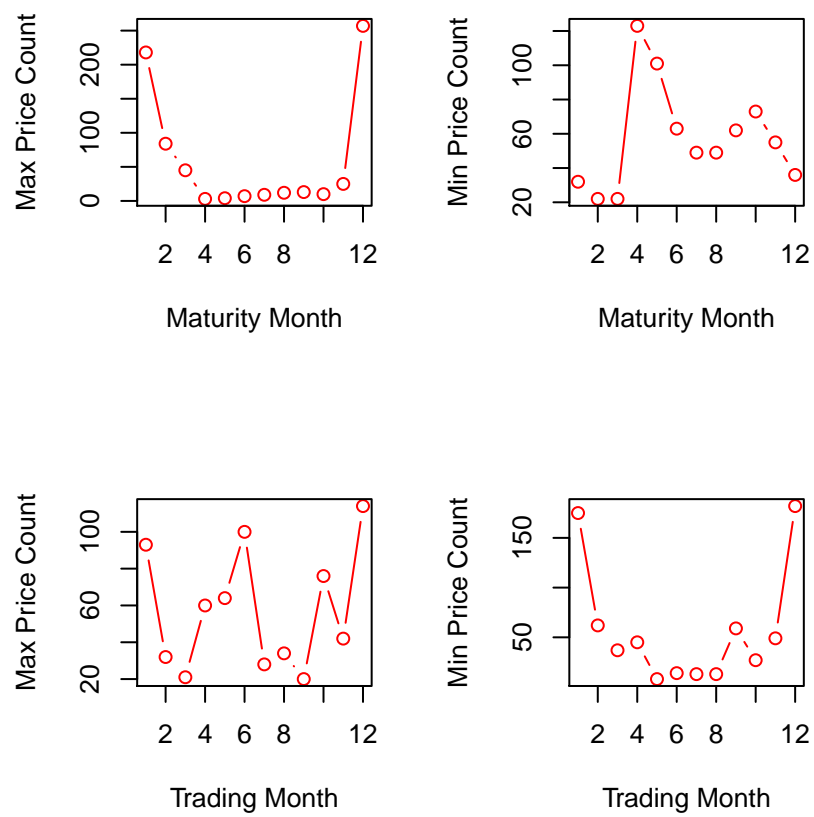 Max Price Count
0 100 200
2 4 6 8 12
Maturity Month
Min Price Count
20 60 100
2 4 6 8 12
Maturity Month
Max Price Count
20 60 100
2 4 6 8 12
Trading Month
Min Price Count
50 150
2 4 6 8 12
Trading Month